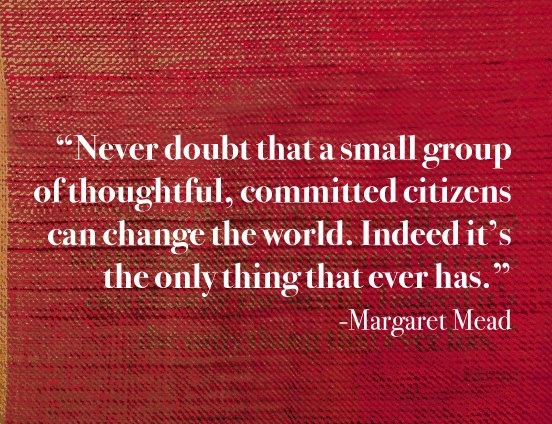 “Never doubt that a small group
of thoughtful, committed citizens
can change the world. Indeed it’s
the only thing that ever has.”
-Margaret Mead